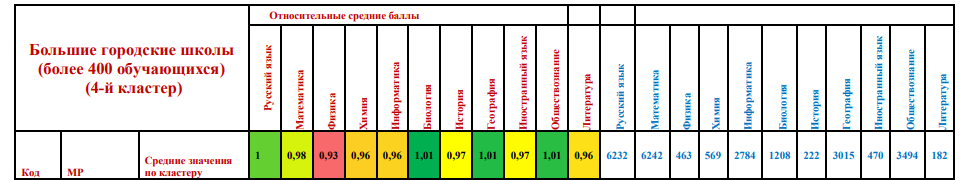 Относительные средние баллы
Большие городские школы
(более 400 обучающихся)
(4-й кластер)
Русский язык
Математика
Физика
Химия
Информатика
Биология
История
География
Иностранный язык
Обществознание
Литература
Русский язык
Математика
Физика
Химия
Информатика
Биология
История
География
Иностранный язык
Обществознание
Литература
Код МР Средние значения
по кластеру
1 0,98 0,93 0,96 0,96 1,01 0,97 1,01 0,97 1,01 0,96 6232 6242 463 569 2784 1208 222 3015 470 3494 182